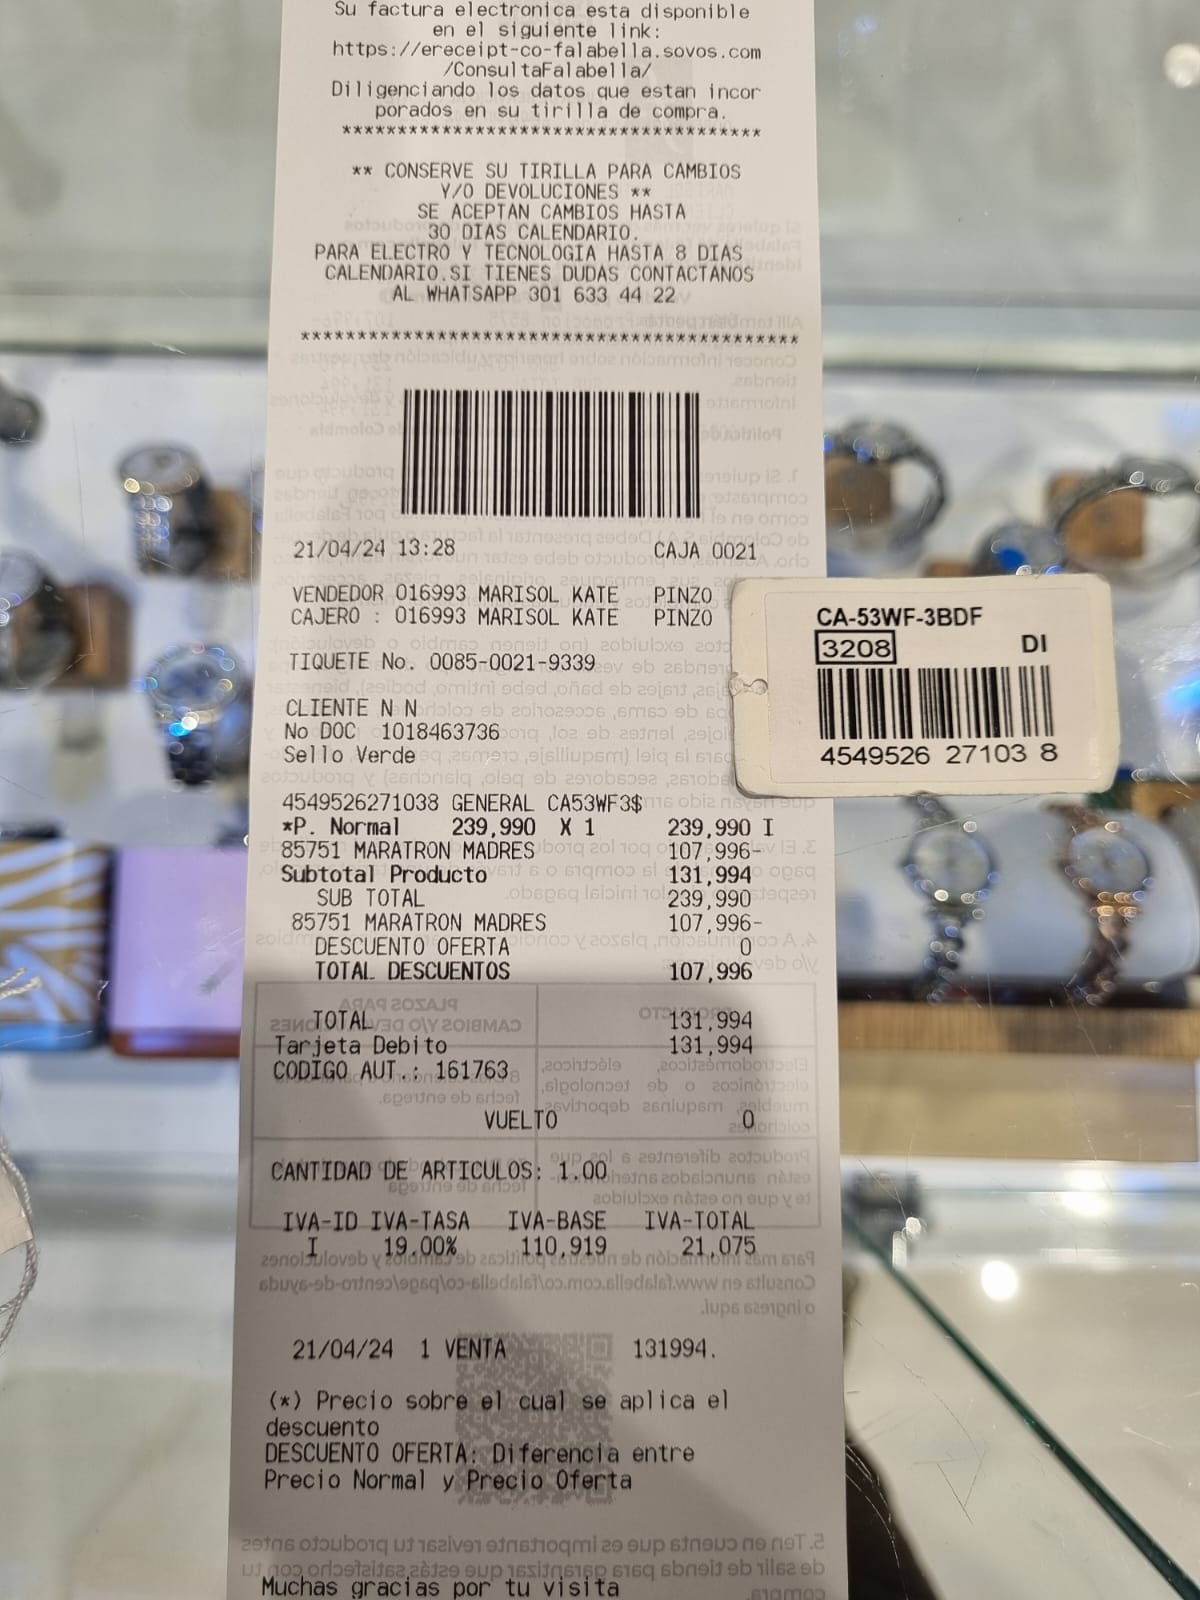 Su factura electronica esta disponible
en el siguiente link:
https://ereceipt-co-falabella.sovos.com
/ConsultaFalabella/
Diligenciando los datos que estan incor
porados en su tirilla de compra.
**************************************
** CONSERVE SU TIRILLA PARA CAMBIOS
Y/O DEVOLUCIONES **
SE ACEPTAN CAMBIOS HASTA
30 DIAS CALENDARIO.
PARA ELECTRO Y TECNOLOGIA HASTA 8 DIAS
CALENDARIO.SI TIENES DUDAS CONTACTANOS
AL WHATSAPP 301 633 44 22
*********************************************
21/04/24 13:28 CAJA 0021
VENDEDOR 016993 MARISOL KATE PINZO
CAJERO : 016993 MARISOL KATE PINZO
TIQUETE No. 0085-0021-9339
CLIENTE N N
No DOC 1018463736
Sello Verde
4549526271038 GENERAL CA53WF3$
*P. Normal 239,990 X 1 239,990 I
85751 MARATRON MADRES 107,996-
Subtotal Producto 131,994
SUB TOTAL 239,990
85751 MARATRON MADRES 107,996-
DESCUENTO OFERTA 0
TOTAL DESCUENTOS 107,996
TOTAL 131,994
Tarjeta Debito 131,994
CODIGO AUT.: 161763
VUELTO 0
CANTIDAD DE ARTICULOS: 1.00
IVA-ID IVA-TASA IVA-BASE IVA-TOTAL
I 19.00% 110,919 21,075
21/04/24 1 VENTA 131994.
(*) Precio sobre el cual se aplica el
descuento
DESCUENTO OFERTA: Diferencia entre
Precio Normal y Precio Oferta
Muchas gracias por tu visita
CA-53WF-3BDF
3208 DI
4549526 27103 8